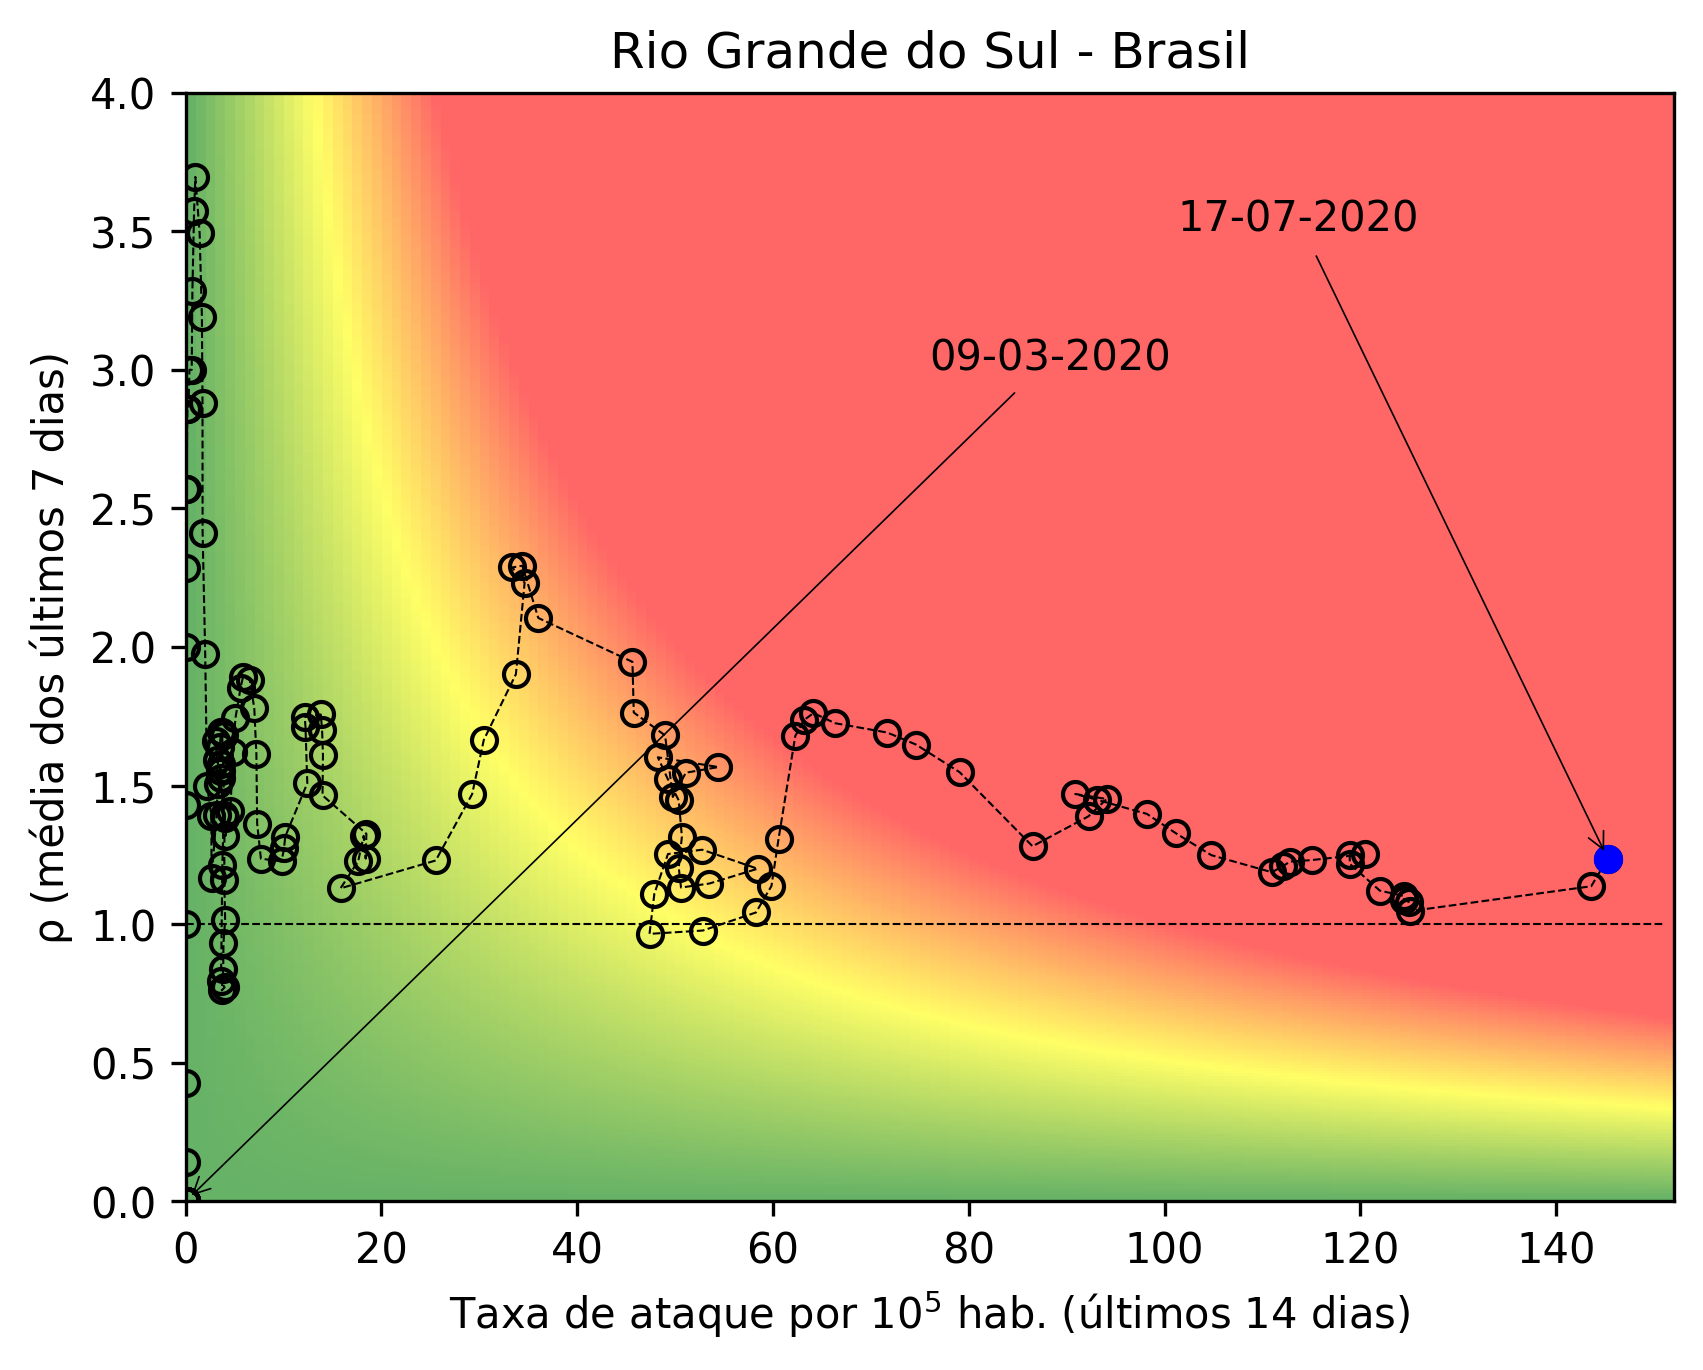 Rio Grande do Sul - Brasil
4.0
3.5
3.0
2.5
2.0
1.5
1.0
0.5
0.0
ρ (média dos últimos 7 dias)
17-07-2020
09-03-2020
0 20 40 60 80 100 120 140
Taxa de ataque por 10⁵ hab. (últimos 14 dias)